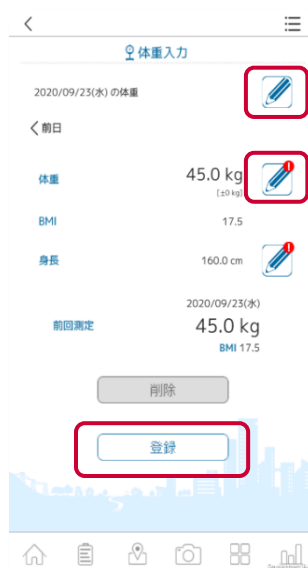 体重入力
2020/09/23(水) の体重
前日
体重 45.0 kg
[±0 kg]
BMI 17.5
身長 160.0 cm
2020/09/23(水)
前回測定 45.0 kg
BMI 17.5
削除
登録